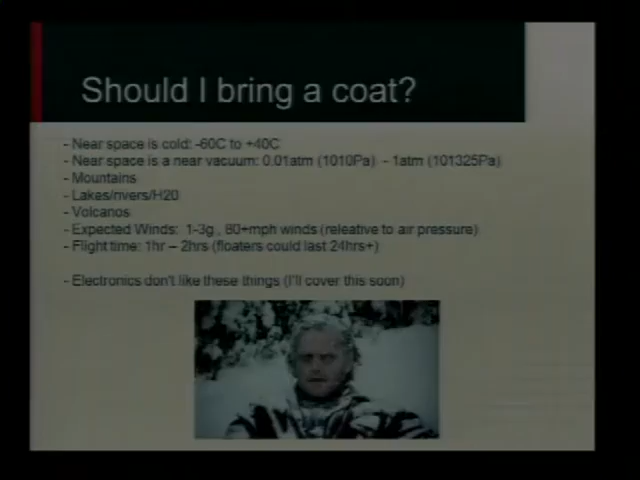 Should I bring a coat?
- Near space is cold: -60C to +40C
- Near space is a near vacuum: 0.01atm (1010Pa) - 1atm (101325Pa)
- Mountains
- Lakes/rivers/H20
- Volcanos
- Expected Winds: 1-3g , 80+mph winds (releative to air pressure)
- Flight time: 1hr – 2hrs (floaters could last 24hrs+)
- Electronics don't like these things (I'll cover this soon)